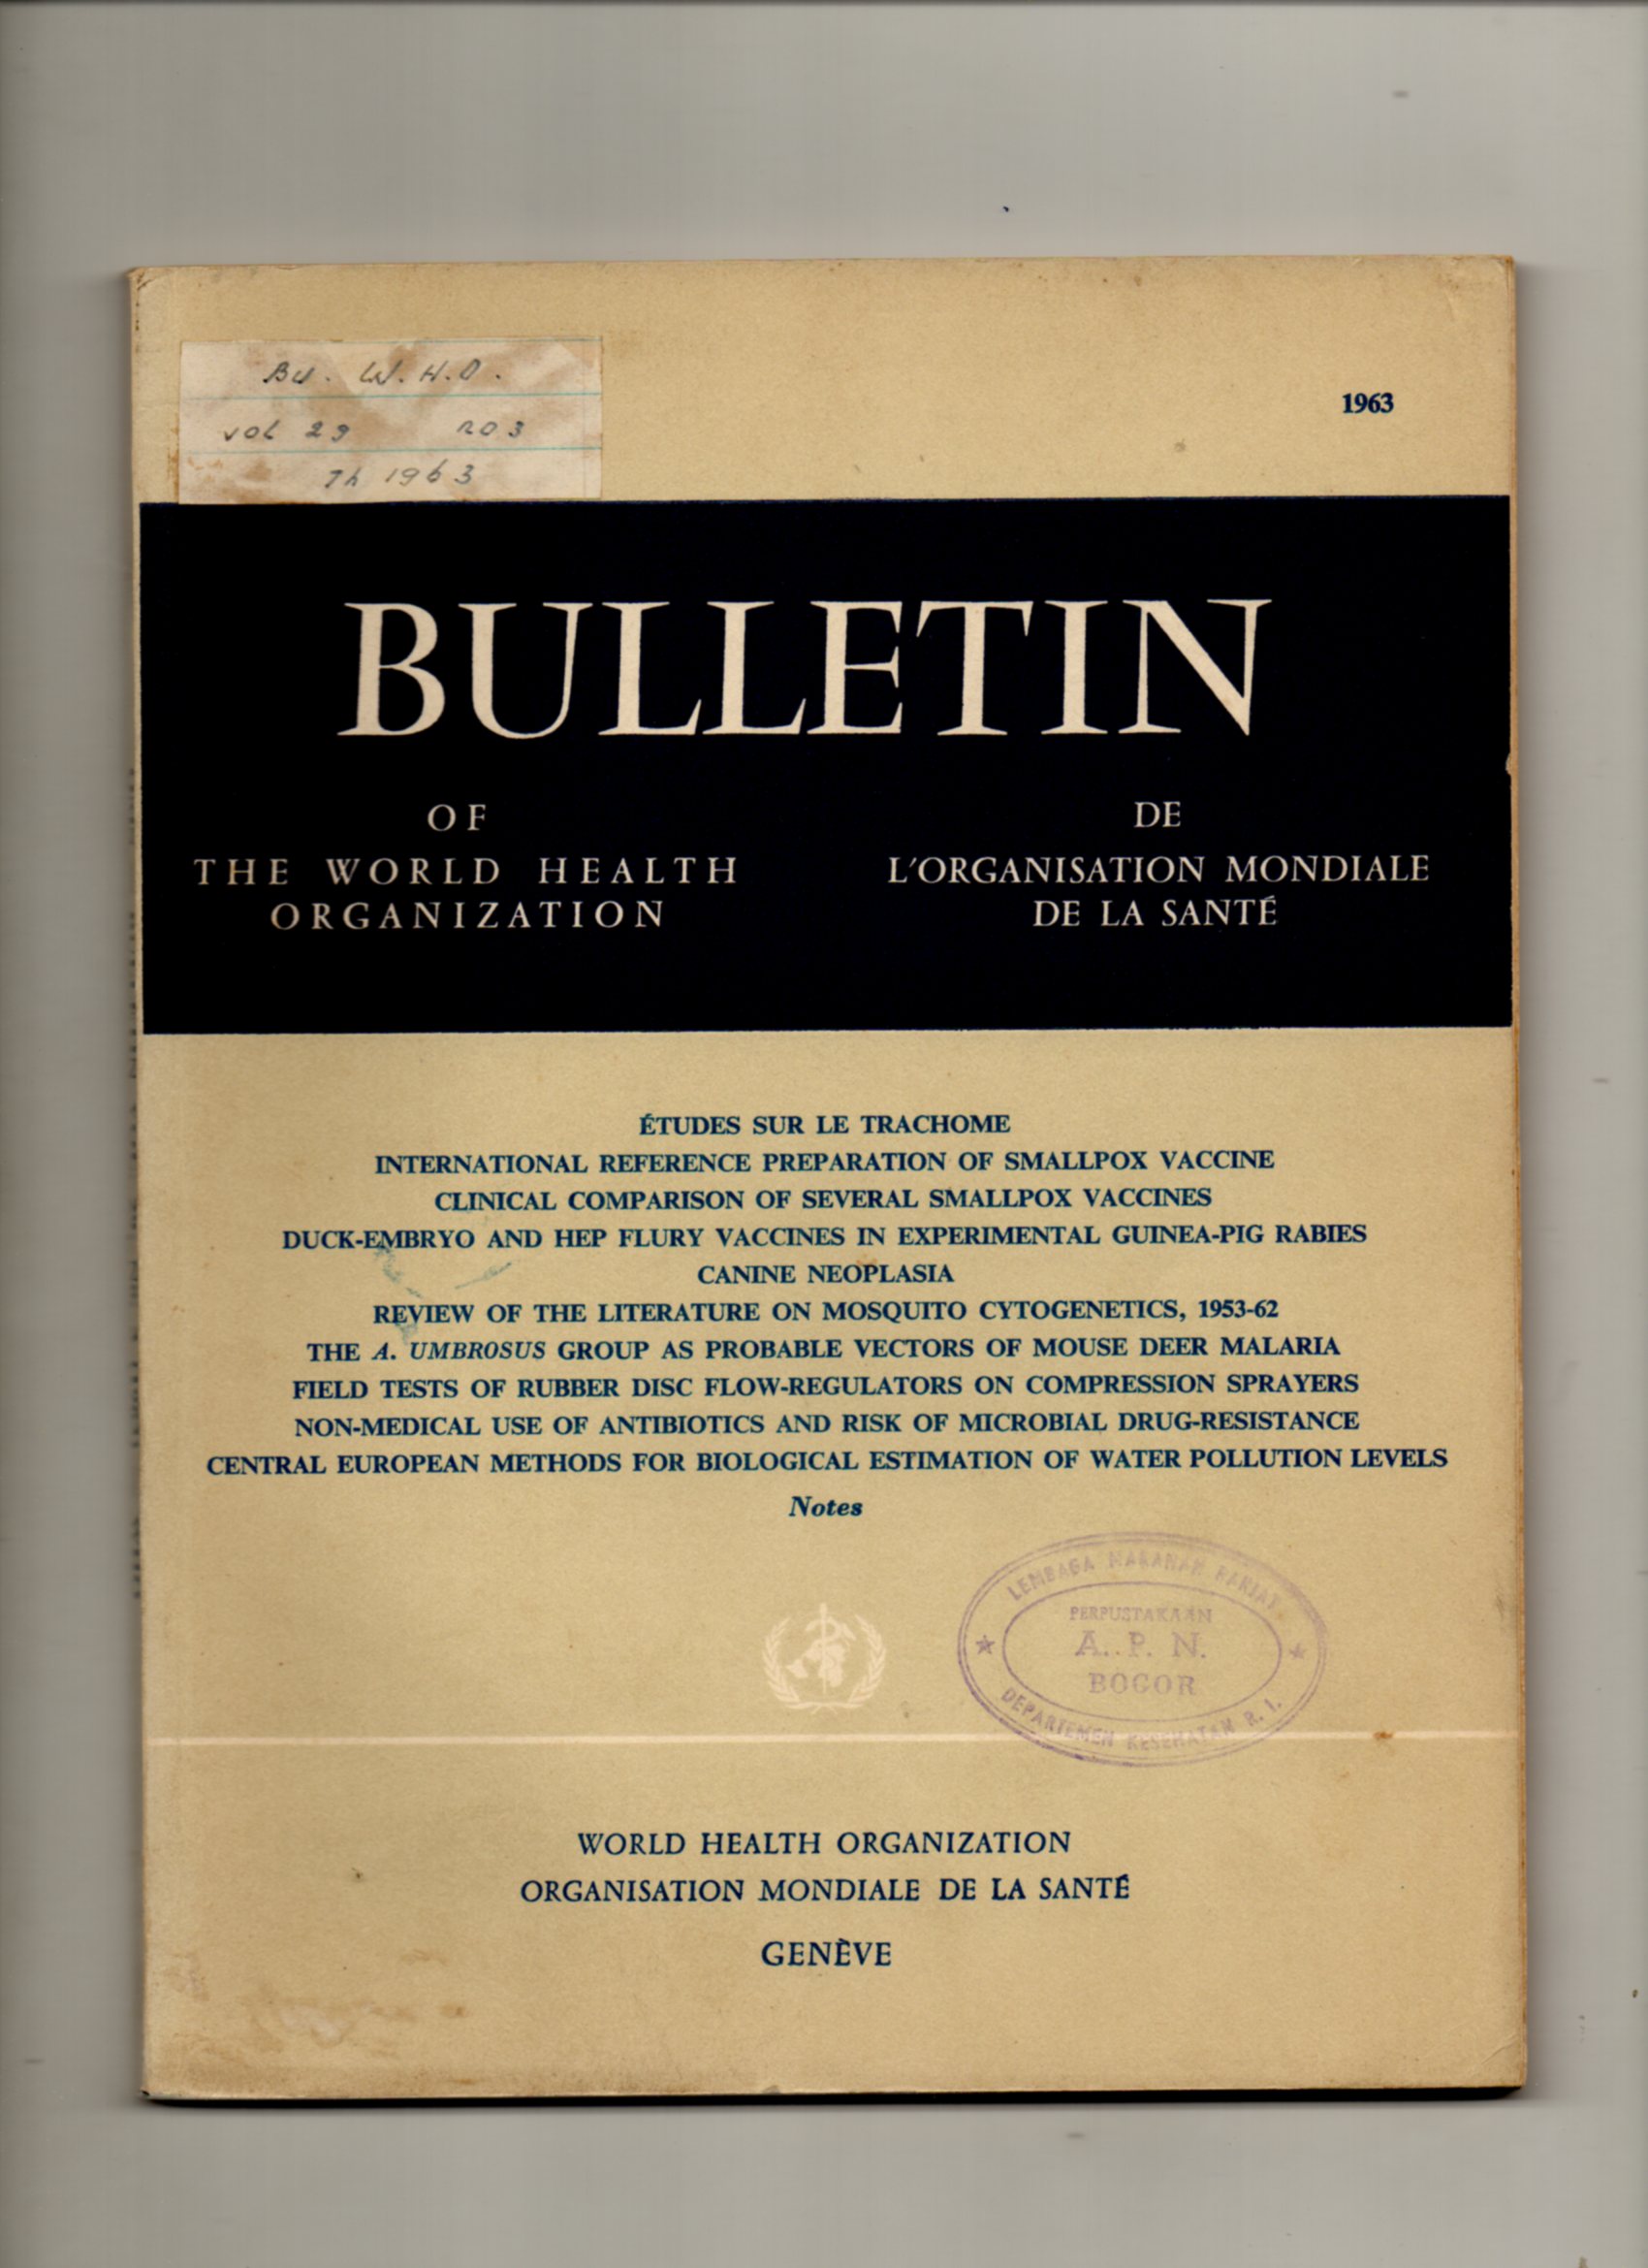 Bu. W.H.O.
vol 29 no 3
Th 1963
1963
BULLETIN
OF
THE WORLD HEALTH
ORGANIZATION
DE
L'ORGANISATION MONDIALE
DE LA SANTÉ
ÉTUDES SUR LE TRACHOME
INTERNATIONAL REFERENCE PREPARATION OF SMALLPOX VACCINE
CLINICAL COMPARISON OF SEVERAL SMALLPOX VACCINES
DUCK-EMBRYO AND HEP FLURY VACCINES IN EXPERIMENTAL GUINEA-PIG RABIES
CANINE NEOPLASIA
REVIEW OF THE LITERATURE ON MOSQUITO CYTOGENETICS, 1953-62
THE A. UMBROSUS GROUP AS PROBABLE VECTORS OF MOUSE DEER MALARIA
FIELD TESTS OF RUBBER DISC FLOW-REGULATORS ON COMPRESSION SPRAYERS
NON-MEDICAL USE OF ANTIBIOTICS AND RISK OF MICROBIAL DRUG-RESISTANCE
CENTRAL EUROPEAN METHODS FOR BIOLOGICAL ESTIMATION OF WATER POLLUTION LEVELS
Notes
LEMBAGA MAKANAN RAKJAT
PERPUSTAKAAN
A. P. N.
BOGOR
DEPARTEMEN KESEHATAN R. I.
WORLD HEALTH ORGANIZATION
ORGANISATION MONDIALE DE LA SANTÉ
GENÈVE